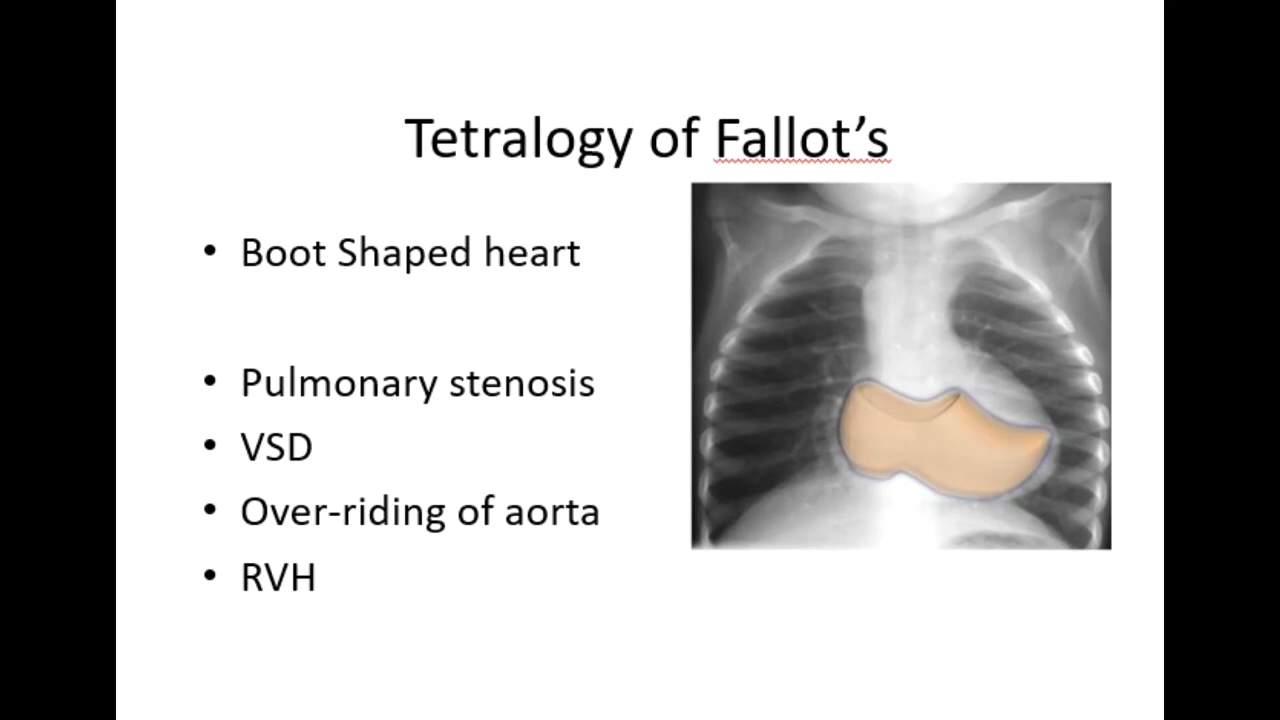 Tetralogy of Fallot’s
• Boot Shaped heart
• Pulmonary stenosis
• VSD
• Over-riding of aorta
• RVH